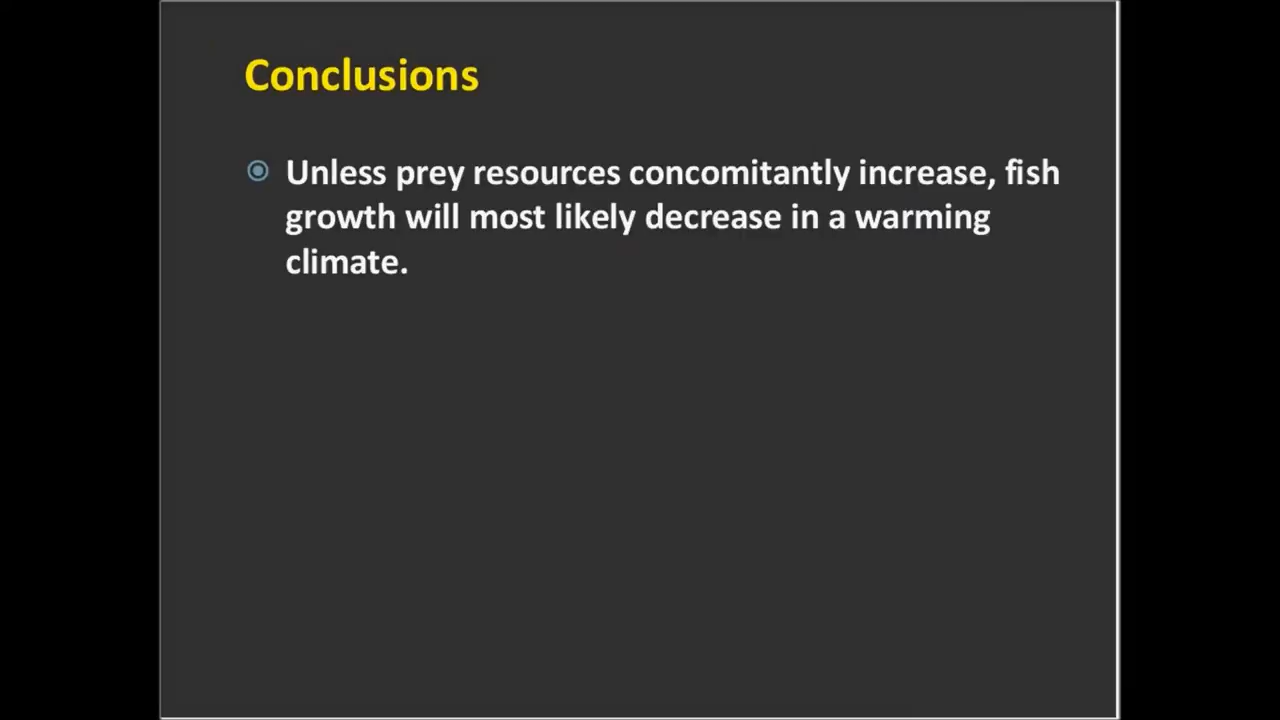 Conclusions
Unless prey resources concomitantly increase, fish
growth will most likely decrease in a warming
climate.